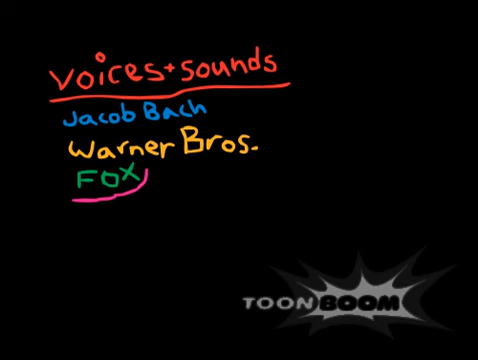 Voices+sounds
Jacob Bach
Warner Bros.
FOX
TOONBOOM